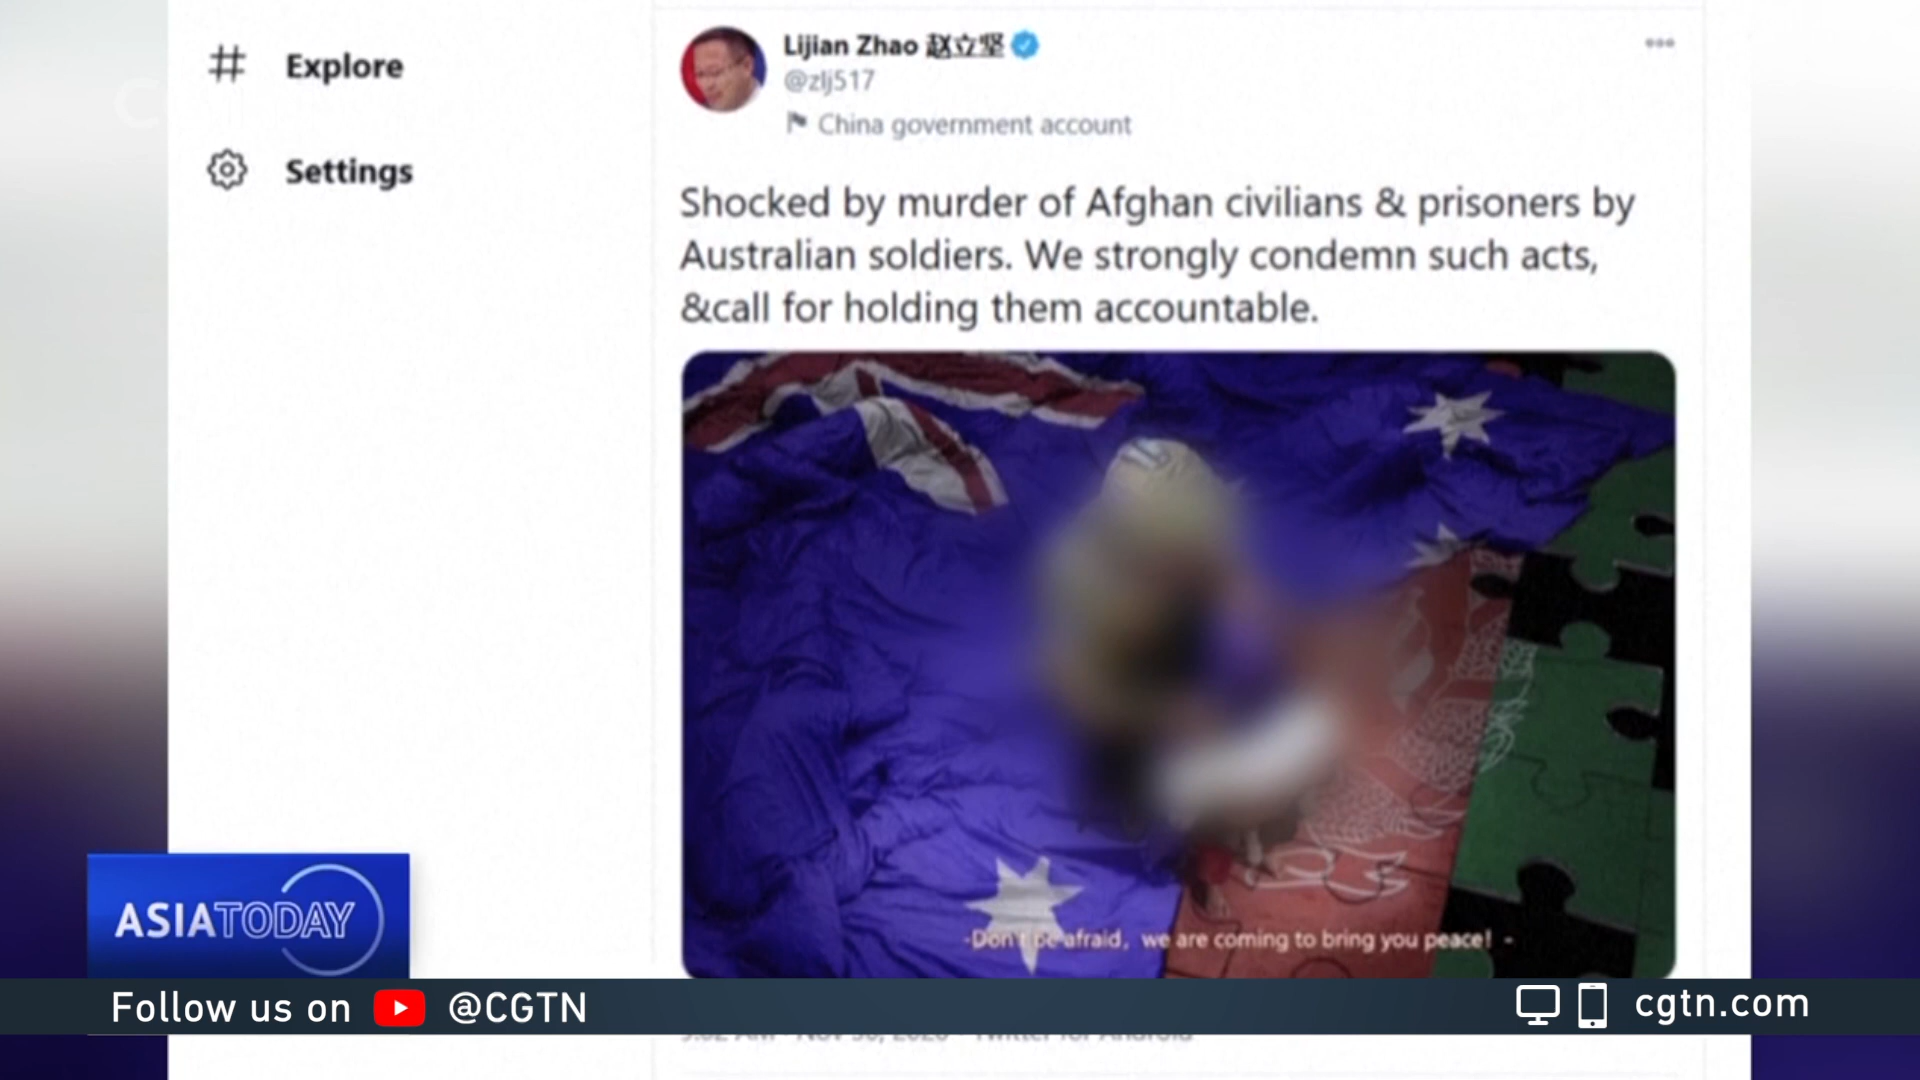 Explore
Settings
Lijian Zhao 赵立坚
@zlj517
China government account
Shocked by murder of Afghan civilians & prisoners by
Australian soldiers. We strongly condemn such acts,
&call for holding them accountable.
-Don't be afraid, we are coming to bring you peace! -
ASIATODAY
Follow us on @CGTN
cgtn.com